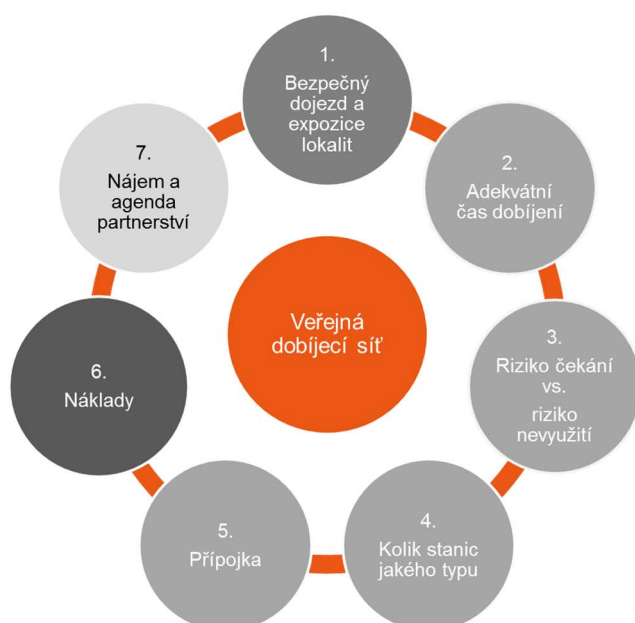 1.
Bezpečný
dojezd a
expozice
lokalit
2.
Adekvátní
čas dobíjení
3.
Riziko čekání
vs.
riziko
nevyužití
4.
Kolik stanic
jakého typu
5.
Přípojka
6.
Náklady
7.
Nájem a
agenda
partnerství
Veřejná
dobíjecí síť